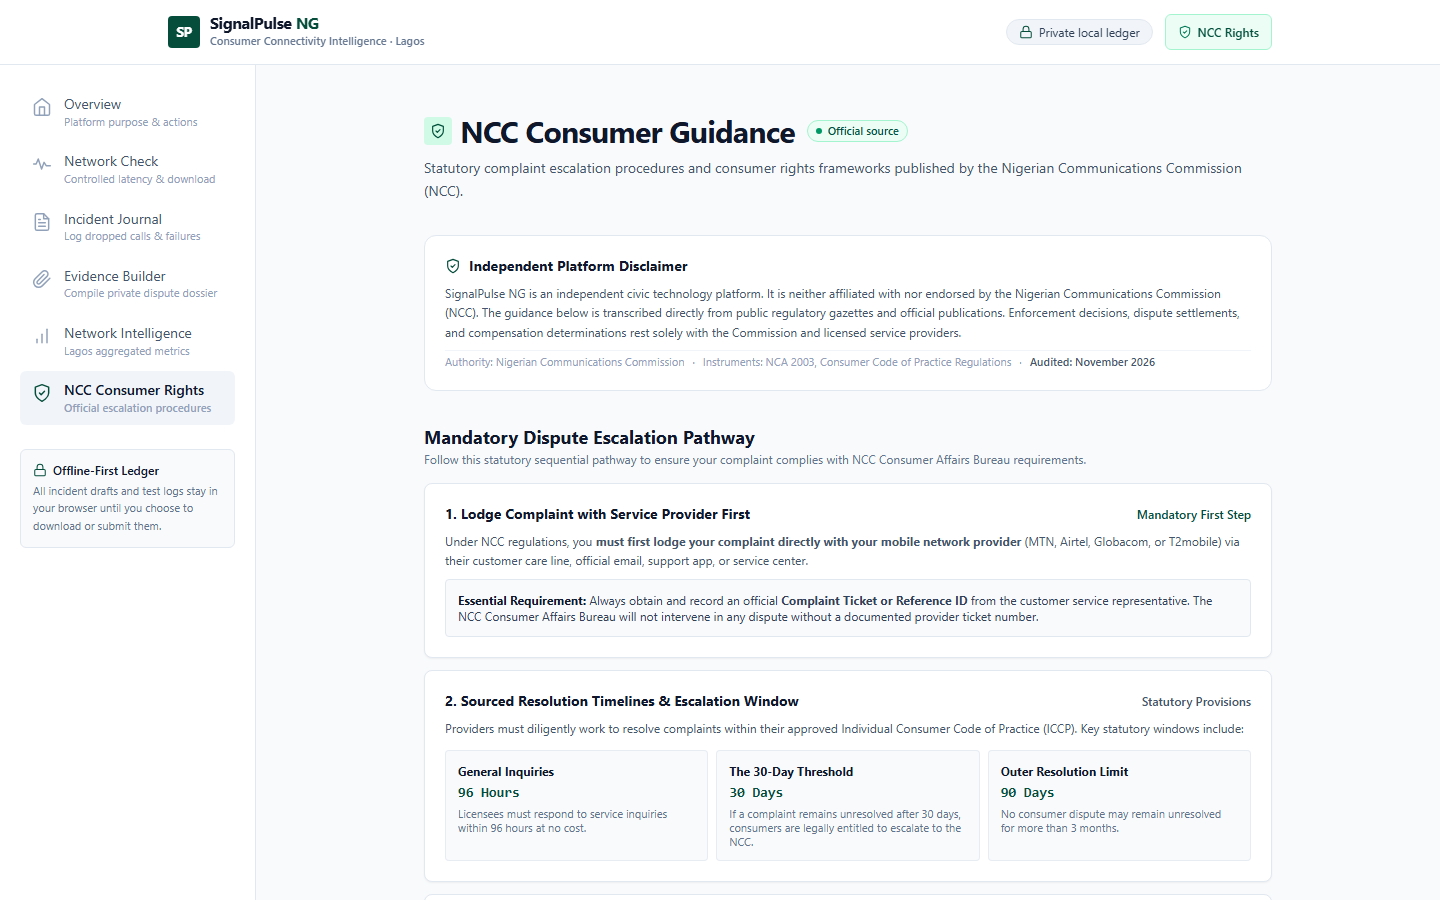 SP
SignalPulse NG
Consumer Connectivity Intelligence · Lagos
Private local ledger
NCC Rights
Overview
Platform purpose & actions
Network Check
Controlled latency & download
Incident Journal
Log dropped calls & failures
Evidence Builder
Compile private dispute dossier
Network Intelligence
Lagos aggregated metrics
NCC Consumer Rights
Official escalation procedures
Offline-First Ledger
All incident drafts and test logs stay in
your browser until you choose to
download or submit them.
NCC Consumer Guidance
Official source
Statutory complaint escalation procedures and consumer rights frameworks published by the Nigerian Communications Commission
(NCC).
Independent Platform Disclaimer
SignalPulse NG is an independent civic technology platform. It is neither affiliated with nor endorsed by the Nigerian Communications Commission
(NCC). The guidance below is transcribed directly from public regulatory gazettes and official publications. Enforcement decisions, dispute settlements,
and compensation determinations rest solely with the Commission and licensed service providers.
Authority: Nigerian Communications Commission · Instruments: NCA 2003, Consumer Code of Practice Regulations · Audited: November 2026
Mandatory Dispute Escalation Pathway
Follow this statutory sequential pathway to ensure your complaint complies with NCC Consumer Affairs Bureau requirements.
1. Lodge Complaint with Service Provider First
Mandatory First Step
Under NCC regulations, you must first lodge your complaint directly with your mobile network provider (MTN, Airtel, Globacom, or T2mobile) via
their customer care line, official email, support app, or service center.
Essential Requirement: Always obtain and record an official Complaint Ticket or Reference ID from the customer service representative. The
NCC Consumer Affairs Bureau will not intervene in any dispute without a documented provider ticket number.
2. Sourced Resolution Timelines & Escalation Window
Statutory Provisions
Providers must diligently work to resolve complaints within their approved Individual Consumer Code of Practice (ICCP). Key statutory windows include:
General Inquiries
96 Hours
Licensees must respond to service inquiries
within 96 hours at no cost.
The 30-Day Threshold
30 Days
If a complaint remains unresolved after 30 days,
consumers are legally entitled to escalate to the
NCC.
Outer Resolution Limit
90 Days
No consumer dispute may remain unresolved
for more than 3 months.